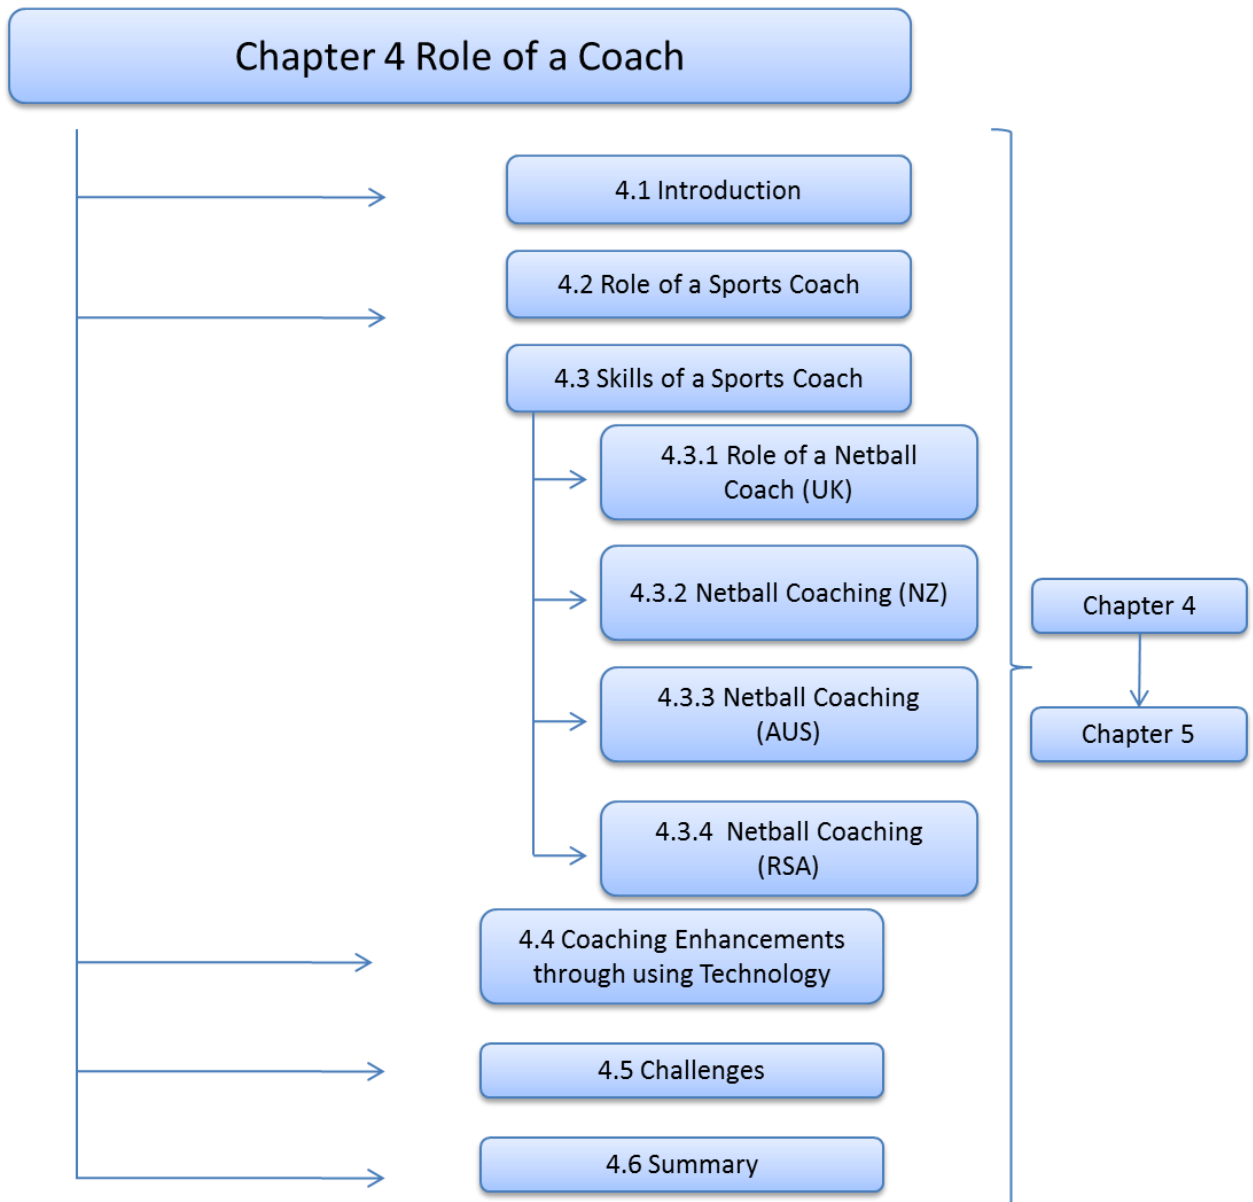 Chapter 4 Role of a Coach
4.1 Introduction
4.2 Role of a Sports Coach
4.3 Skills of a Sports Coach
4.3.1 Role of a Netball
Coach (UK)
4.3.2 Netball Coaching (NZ)
4.3.3 Netball Coaching
(AUS)
4.3.4  Netball Coaching
(RSA)
4.4 Coaching Enhancements
through using Technology
4.5 Challenges
4.6 Summary
Chapter 4
Chapter 5